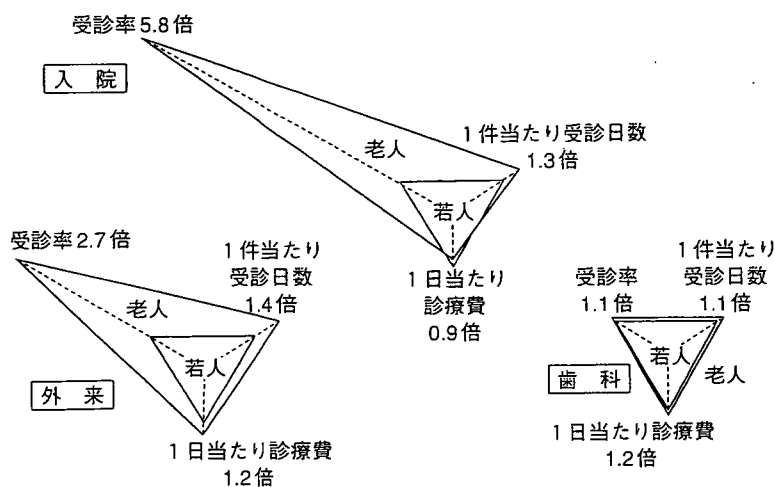 受診率5.8倍
入 院
1件当たり受診日数
1.3倍
老人
若人
1日当たり
診療費
0.9倍
受診率2.7倍
1件当たり
受診日数
1.4倍
老人
若人
外 来
1日当たり診療費
1.2倍
1件当たり
受診率 受診日数
1.1倍 1.1倍
若人
老人
歯 科
1日当たり診療費
1.2倍